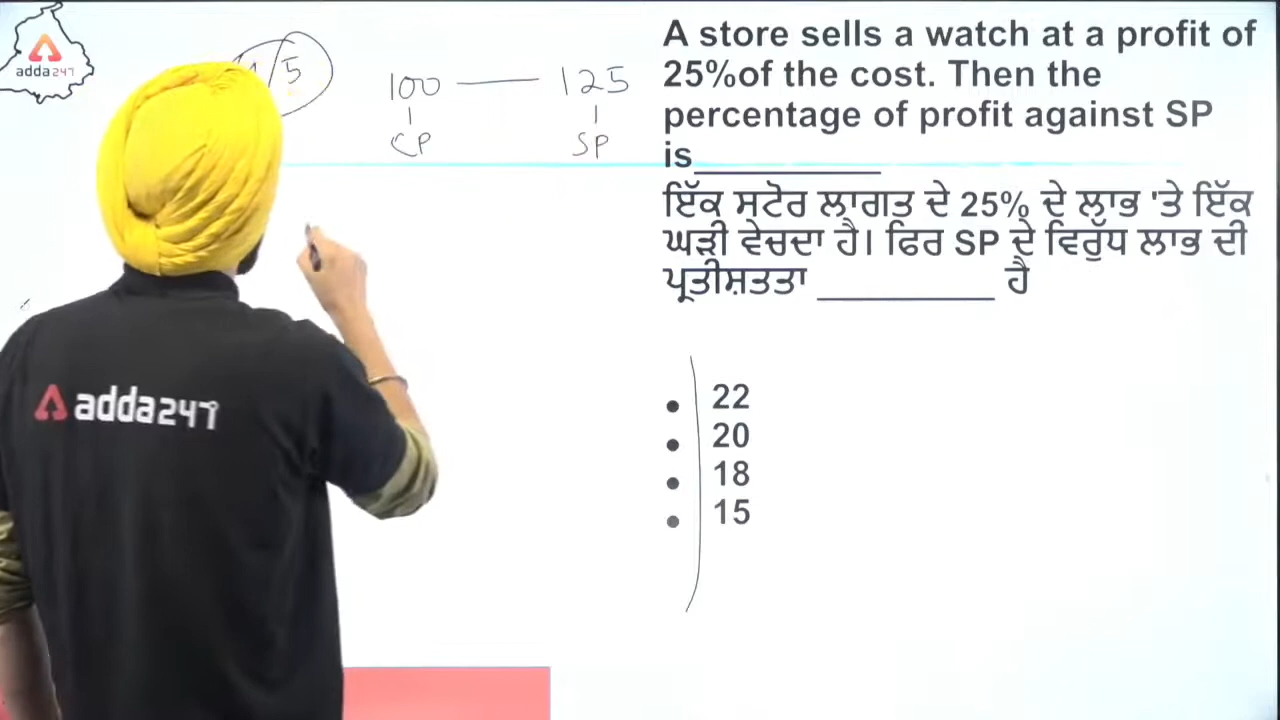 adda247
/5
100 — 125
CP SP
A store sells a watch at a profit of
25%of the cost. Then the
percentage of profit against SP
is__________
ਇੱਕ ਸਟੋਰ ਲਾਗਤ ਦੇ 25% ਦੇ ਲਾਭ 'ਤੇ ਇੱਕ
ਘੜੀ ਵੇਚਦਾ ਹੈ। ਫਿਰ SP ਦੇ ਵਿਰੁੱਧ ਲਾਭ ਦੀ
ਪ੍ਰਤੀਸ਼ਤਤਾ __________ ਹੈ
• 22
• 20
• 18
• 15
adda247